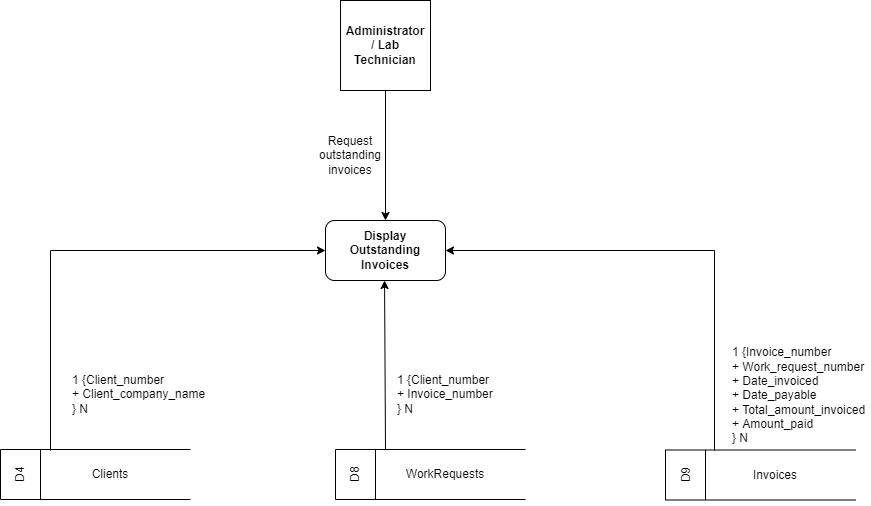 Administrator
/ Lab
Technician
Request
outstanding
invoices
Display
Outstanding
Invoices
1 {Client_number
+ Client_company_name
} N
1 {Client_number
+ Invoice_number
} N
1 {Invoice_number
+ Work_request_number
+ Date_invoiced
+ Date_payable
+ Total_amount_invoiced
+ Amount_paid
} N
D4
Clients
D8
WorkRequests
D9
Invoices